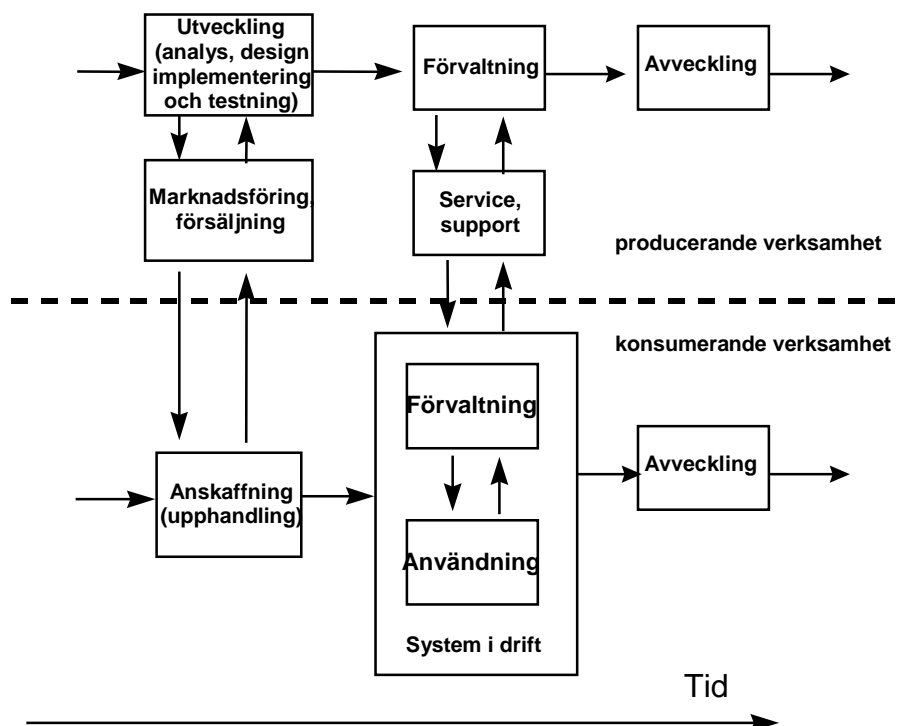 Utveckling
(analys, design
implementering
och testning)
Förvaltning
Avveckling
Marknadsföring,
försäljning
Service,
support
producerande verksamhet
konsumerande verksamhet
Förvaltning
Anskaffning
(upphandling)
Avveckling
Användning
System i drift
Tid